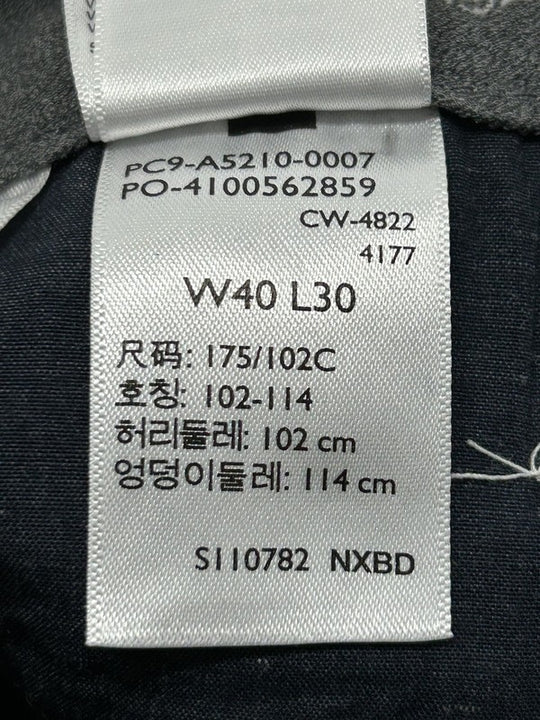 PC9-A5210-0007
PO-4100562859
CW-4822
4177
W40 L30
尺码: 175/102C
호칭: 102-114
허리둘레: 102 cm
엉덩이둘레: 114 cm
S110782 NXBD